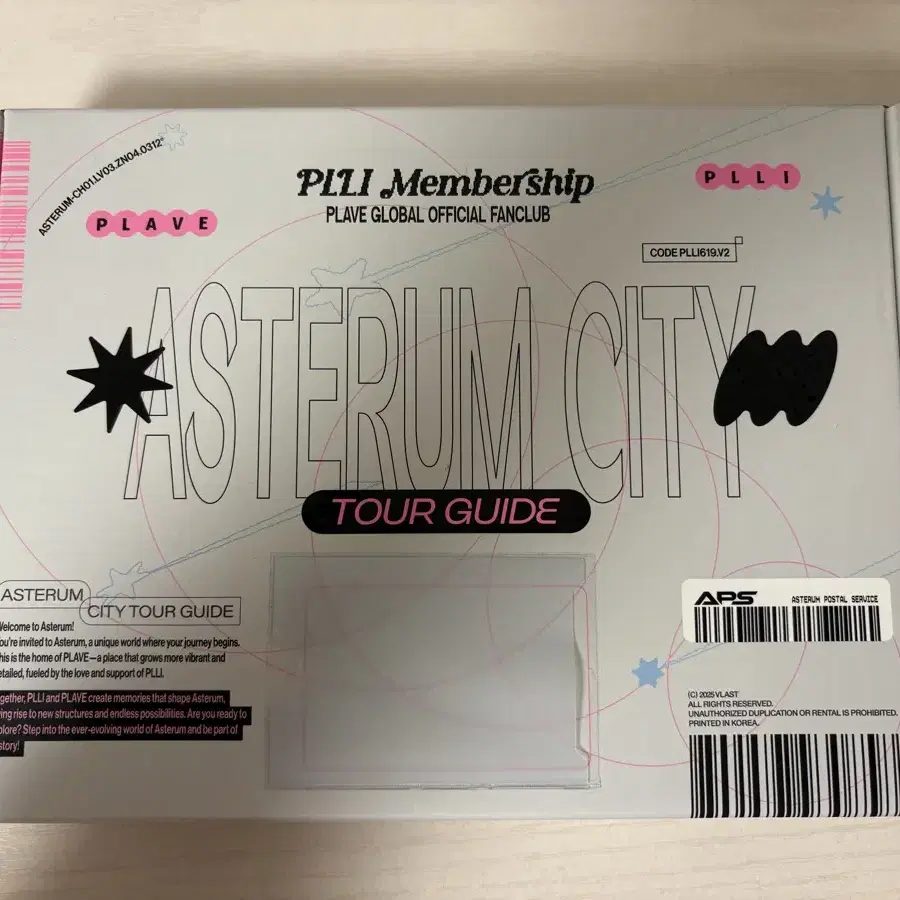 ASTERUM-CH01.LV03.ZN04.0312°
PLAVE
PLLI Membership
PLAVE GLOBAL OFFICIAL FANCLUB
PLLI
CODE PLLI619.V2
ASTERUM CITY
TOUR GUIDE
ASTERUM
CITY TOUR GUIDE
Welcome to Asterum!
You're invited to Asterum, a unique world where your journey begins.
This is the home of PLAVE—a place that grows more vibrant and
detailed, fueled by the love and support of PLLI.
gether, PLLI and PLAVE create memories that shape Asterum,
ving rise to new structures and endless possibilities. Are you ready to
plore? Step into the ever-evolving world of Asterum and be part of
story!
APS
ASTERUM POSTAL SERVICE
(C) 2025 VLAST
ALL RIGHTS RESERVED.
UNAUTHORIZED DUPLICATION OR RENTAL IS PROHIBITED.
PRINTED IN KOREA.